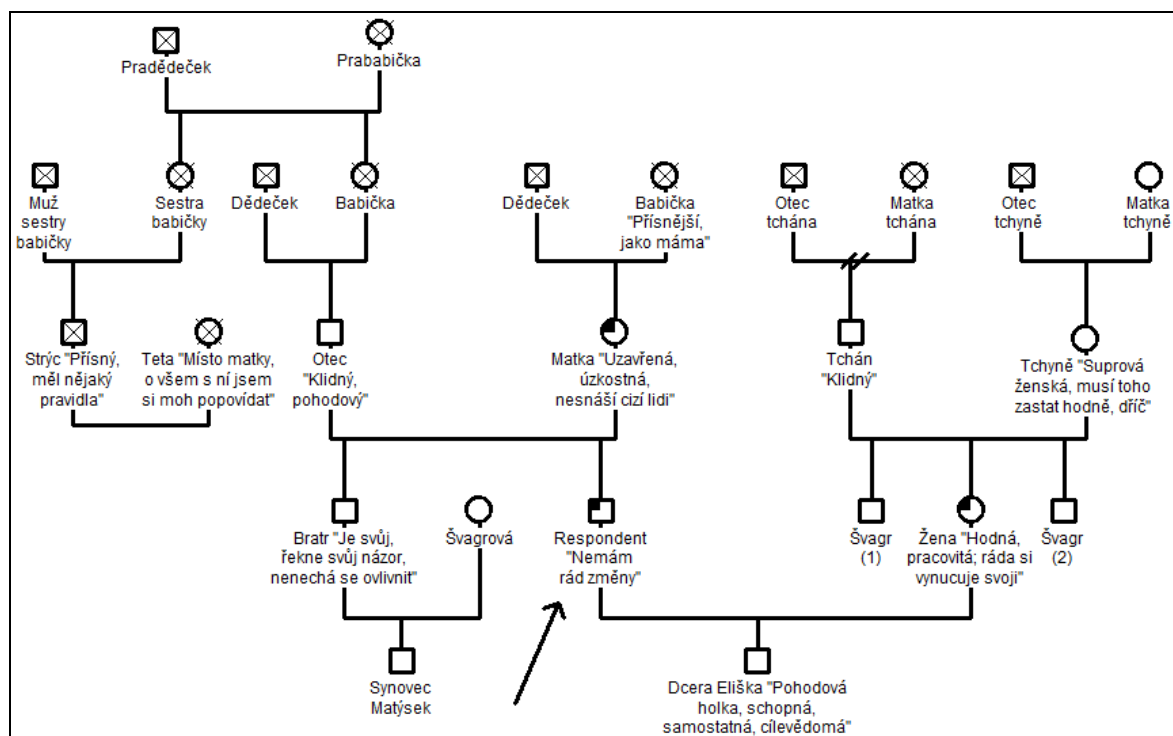 Pradědeček
Prababička
Muž
sestry
babičky
Sestra
babičky
Dědeček
Babička
Dědeček
Babička
"Přísnější,
jako máma"
Otec
tchána
Matka
tchána
Otec
tchyně
Matka
tchyně
Strýc "Přísný,
měl nějaký
pravidla"
Teta "Místo matky,
o všem s ní jsem
si moh popovídat"
Otec
"Klidný,
pohodový"
Matka "Uzavřená,
úzkostná,
nesnáší cizí lidi"
Tchán
"Klidný"
Tchyně "Suprová
ženská, musí toho
zastat hodně, dříč"
Bratr "Je svůj,
řekne svůj názor,
nenechá se ovlivnit"
Švagrová
Respondent
"Nemám
rád změny"
Švagr
(1)
Žena "Hodná,
pracovitá; ráda si
vynucuje svoji"
Švagr
(2)
Synovec
Matýsek
Dcera Eliška "Pohodová
holka, schopná,
samostatná, cílevědomá"